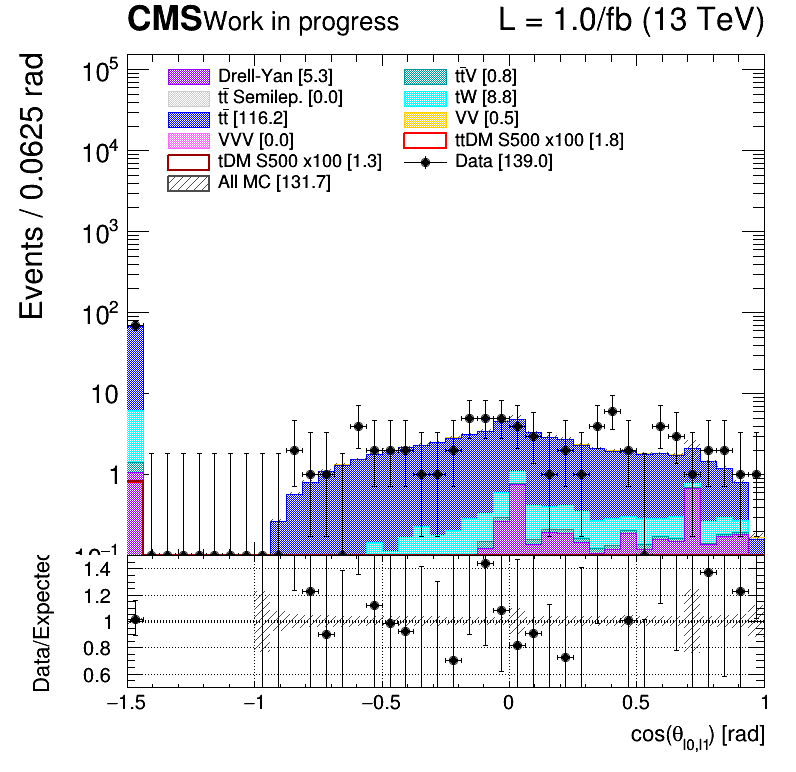 CMS Work in progress L = 1.0/fb (13 TeV)
Events / 0.0625 rad
10⁵
10⁴
10³
10²
10
1
10⁻¹
Drell-Yan [5.3]
tt̄ Semilep. [0.0]
tt̄ [116.2]
VVV [0.0]
tDM S500 x100 [1.3]
All MC [131.7]
tt̄V [0.8]
tW [8.8]
VV [0.5]
ttDM S500 x100 [1.8]
Data [139.0]
Data/Expected
1.4
1.2
1
0.8
0.6
−1.5 −1 −0.5 0 0.5 1
cos(θ_l0,l1) [rad]